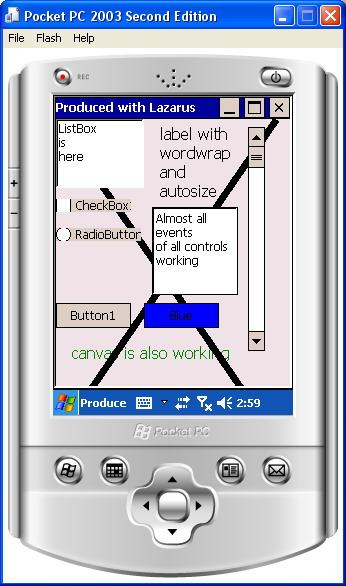 Pocket PC 2003 Second Edition
File Flash Help
REC
Produced with Lazarus
ListBox
is
here
label with
wordwrap
and
autosize
CheckBox
RadioButton
Almost all
events
of all controls
working
Button1
Blue
canvas is also working
Produce 2:59
Pocket PC